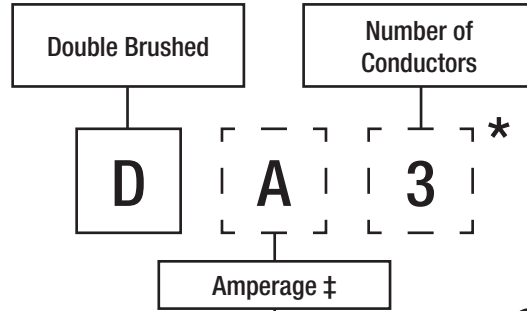 Double Brushed
Number of
Conductors
D A 3 *
Amperage ‡